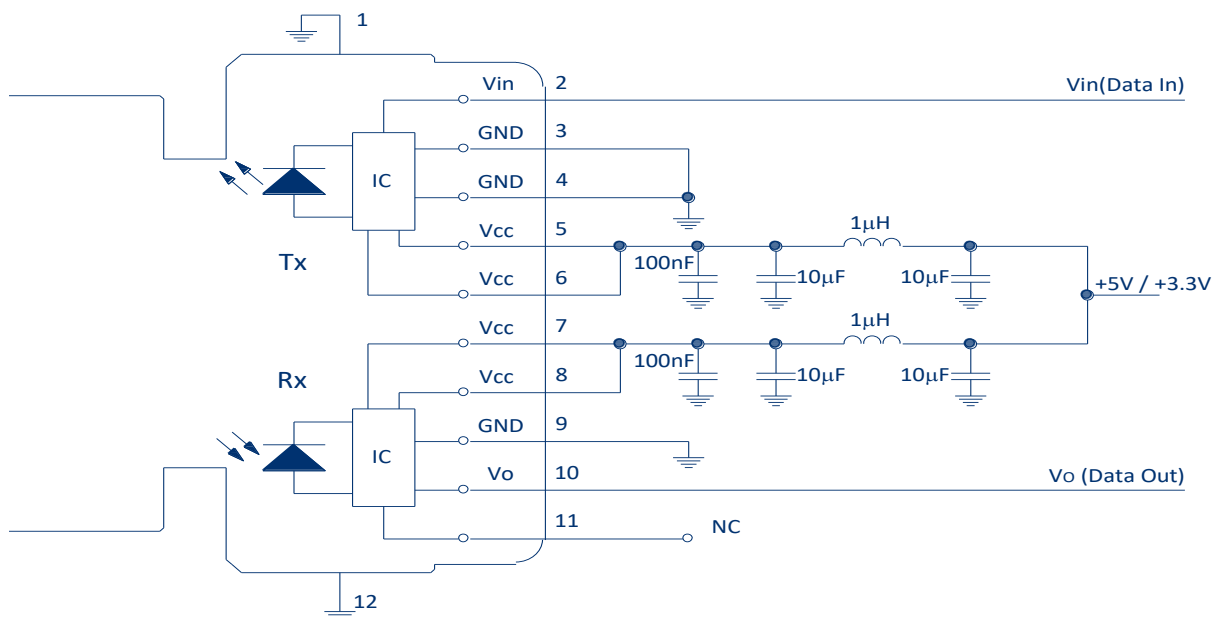 1
Vin 2 Vin(Data In)
GND 3
GND 4
IC
Vcc 5 1µH
Tx 100nF 10µF 10µF
Vcc 6 +5V / +3.3V
Vcc 7 1µH
Rx 100nF 10µF 10µF
Vcc 8
GND 9
IC
Vo 10 Vo (Data Out)
11 NC
12